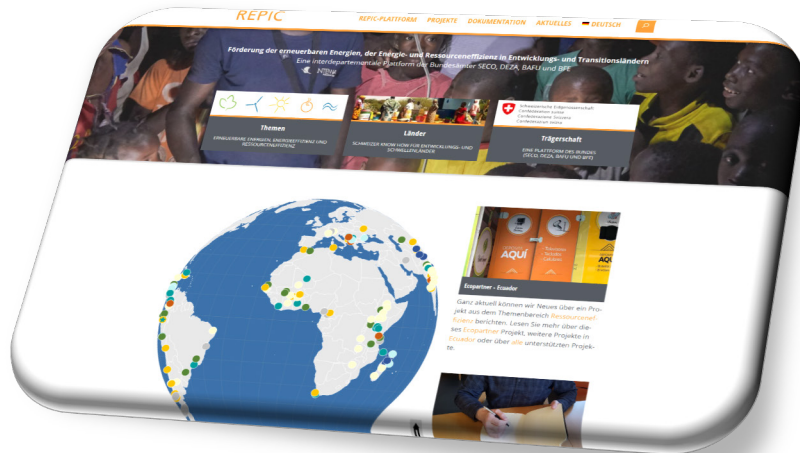 REPIC
REPIC-PLATTFORM PROJEKTE DOKUMENTATION AKTUELLES DEUTSCH
Förderung der erneuerbaren Energien, der Energie- und Ressourceneffizienz in Entwicklungs- und Transitionsländern
Eine interdepartementale Plattform der Bundesämter SECO, DEZA, BAFU und BFE
Themen
ERNEUERBARE ENERGIEN, ENERGIEEFFIZIENZ UND
RESSOURCENEFFIZIENZ
Länder
SCHWEIZER KNOW HOW FÜR ENTWICKLUNGS- UND
SCHWELLENLÄNDER
Schweizerische Eidgenossenschaft
Confédération suisse
Confederazione Svizzera
Confederaziun svizra
Trägerschaft
EINE PLATTFORM DES BUNDES
(SECO, DEZA, BAFU UND BFE)
AQUÍ
AQU
Ecopartner - Ecuador
Ganz aktuell können wir Neues über ein Pro-
jekt aus dem Themenbereich Ressourcenef-
fizienz berichten. Lesen Sie mehr über die-
ses Ecopartner Projekt, weitere Projekte in
Ecuador oder über alle unterstützten Projek-
te.